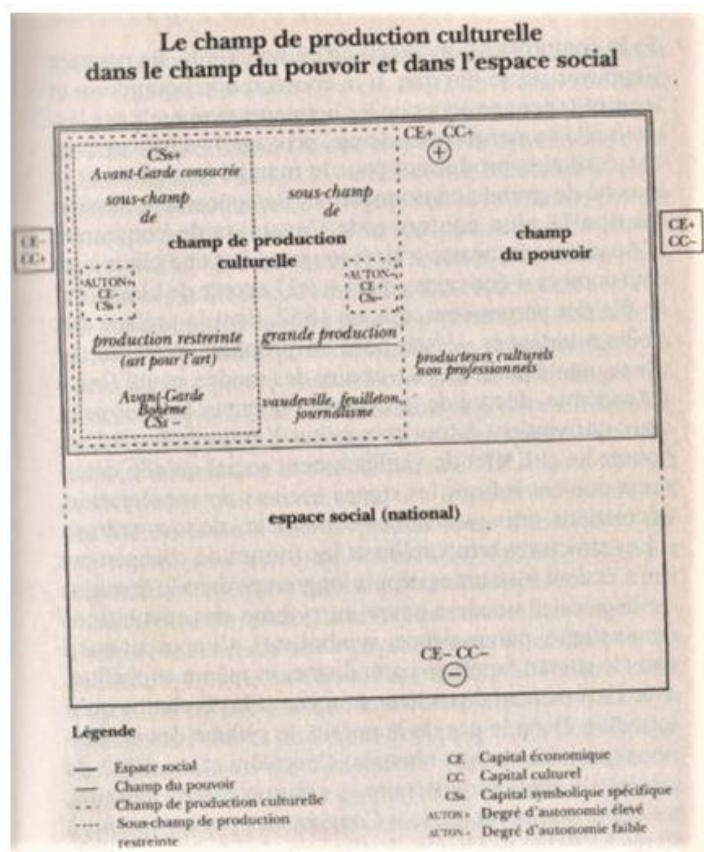 Le champ de production culturelle
dans le champ du pouvoir et dans l'espace social
CE+ CC+
+
CSs+
Avant-Garde consacrée
sous-champ
de
sous-champ
de
CE–
CC+
CE+
CC–
champ de production
culturelle
champ
du pouvoir
AUTON+
CE–
CSs
AUTON–
CE+
CSs–
production restreinte
(art pour l'art)
grande production
producteurs culturels
non professionnels
Avant-Garde
Bohème
CSs –
vaudeville, feuilleton,
journalisme
espace social (national)
CE– CC–
–
Légende
Espace social
Champ du pouvoir
Champ de production culturelle
Sous-champ de production
restreinte
CE Capital économique
CC Capital culturel
CSs Capital symbolique spécifique
AUTON+ Degré d'autonomie élevé
AUTON- Degré d'autonomie faible